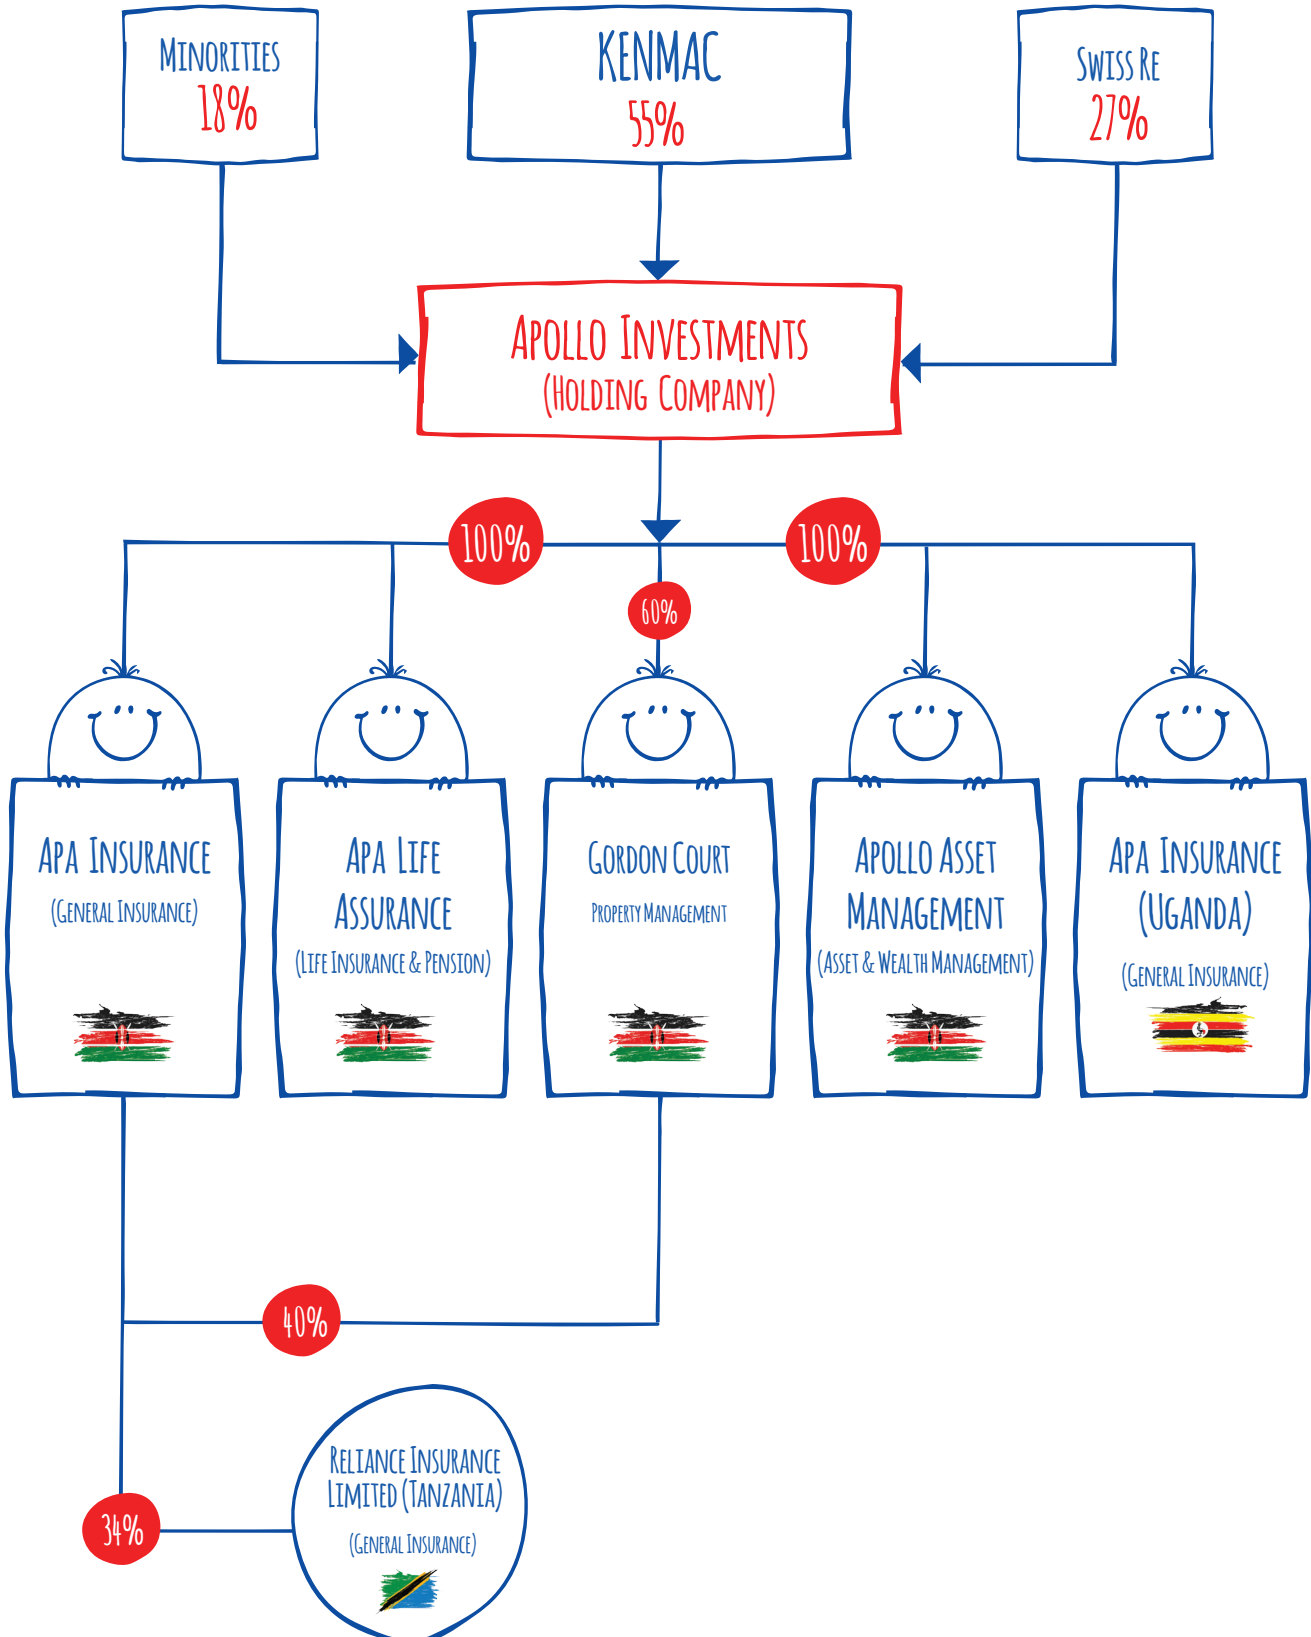 MINORITIES
18%
KENMAC
55%
SWISS RE
27%
APOLLO INVESTMENTS
(HOLDING COMPANY)
100%
100%
60%
APA INSURANCE
(GENERAL INSURANCE)
APA LIFE
ASSURANCE
(LIFE INSURANCE & PENSION)
GORDON COURT
PROPERTY MANAGEMENT
APOLLO ASSET
MANAGEMENT
(ASSET & WEALTH MANAGEMENT)
APA INSURANCE
(UGANDA)
(GENERAL INSURANCE)
40%
RELIANCE INSURANCE
LIMITED (TANZANIA)
(GENERAL INSURANCE)
34%